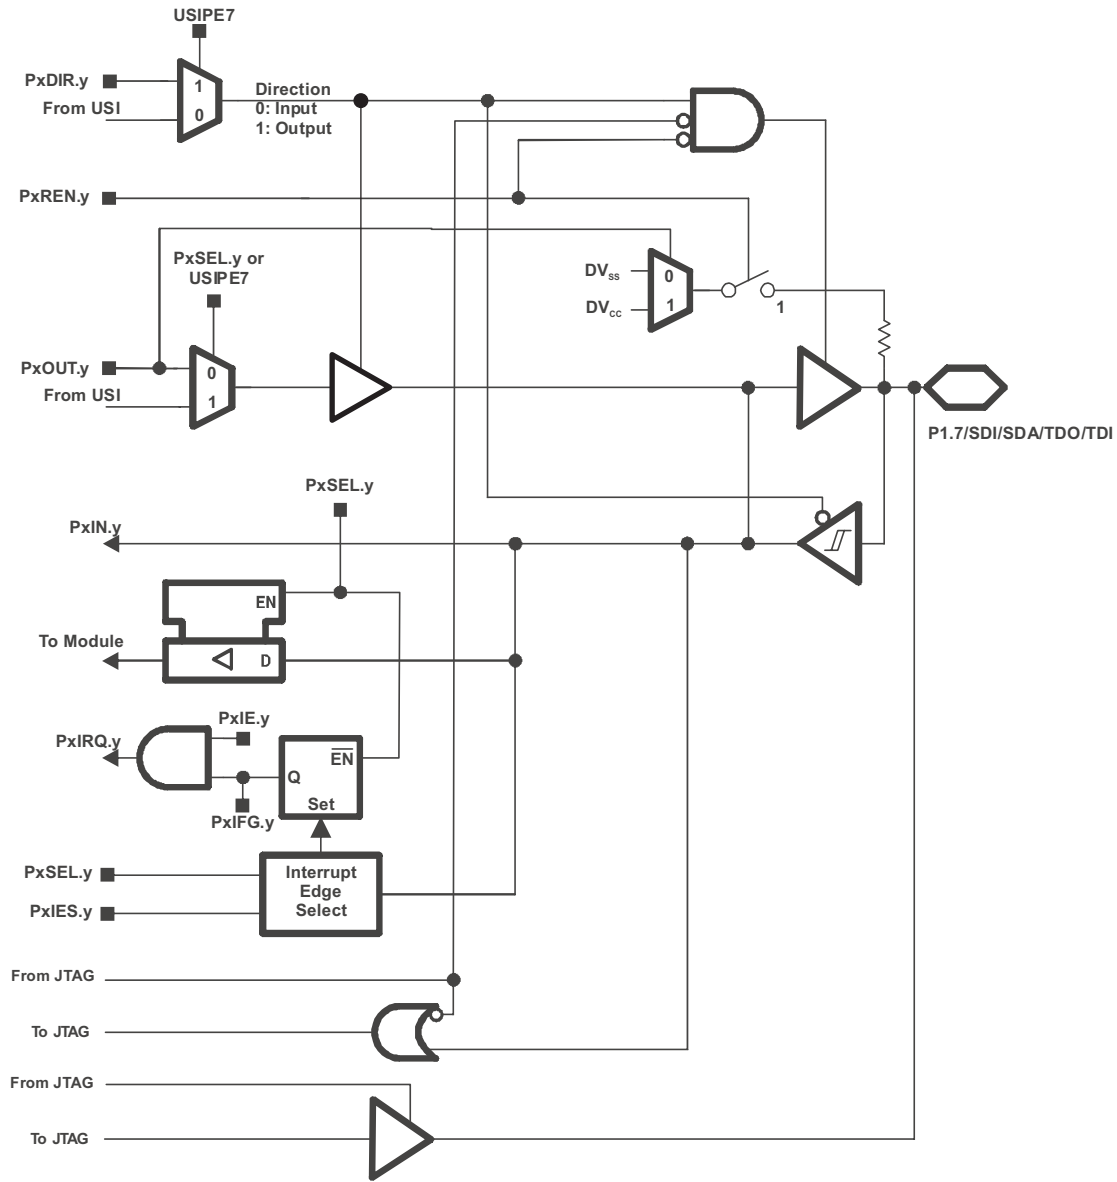 USIPE7
PxDIR.y
From USI
1
0
Direction
0: Input
1: Output
PxREN.y
PxSEL.y or
USIPE7
DVSS
DVCC
0
1
1
PxOUT.y
From USI
0
1
P1.7/SDI/SDA/TDO/TDI
PxSEL.y
PxIN.y
EN
To Module
D
PxIE.y
PxIRQ.y
EN
Q
Set
PxIFG.y
PxSEL.y
PxIES.y
Interrupt
Edge
Select
From JTAG
To JTAG
From JTAG
To JTAG